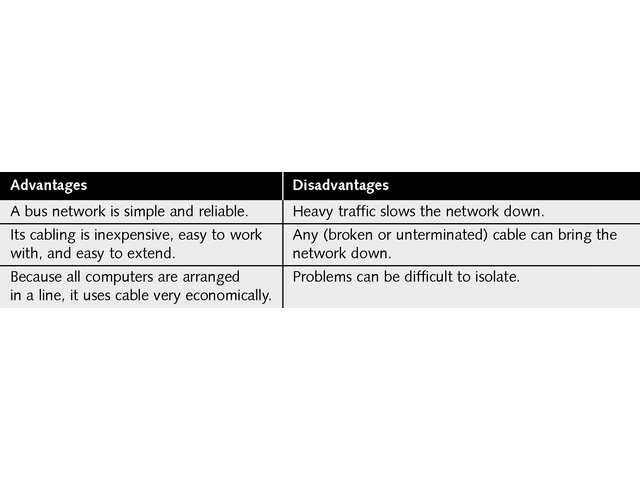 Advantages
Disadvantages
A bus network is simple and reliable.
Heavy traffic slows the network down.
Its cabling is inexpensive, easy to work
with, and easy to extend.
Any (broken or unterminated) cable can bring the
network down.
Because all computers are arranged
in a line, it uses cable very economically.
Problems can be difficult to isolate.